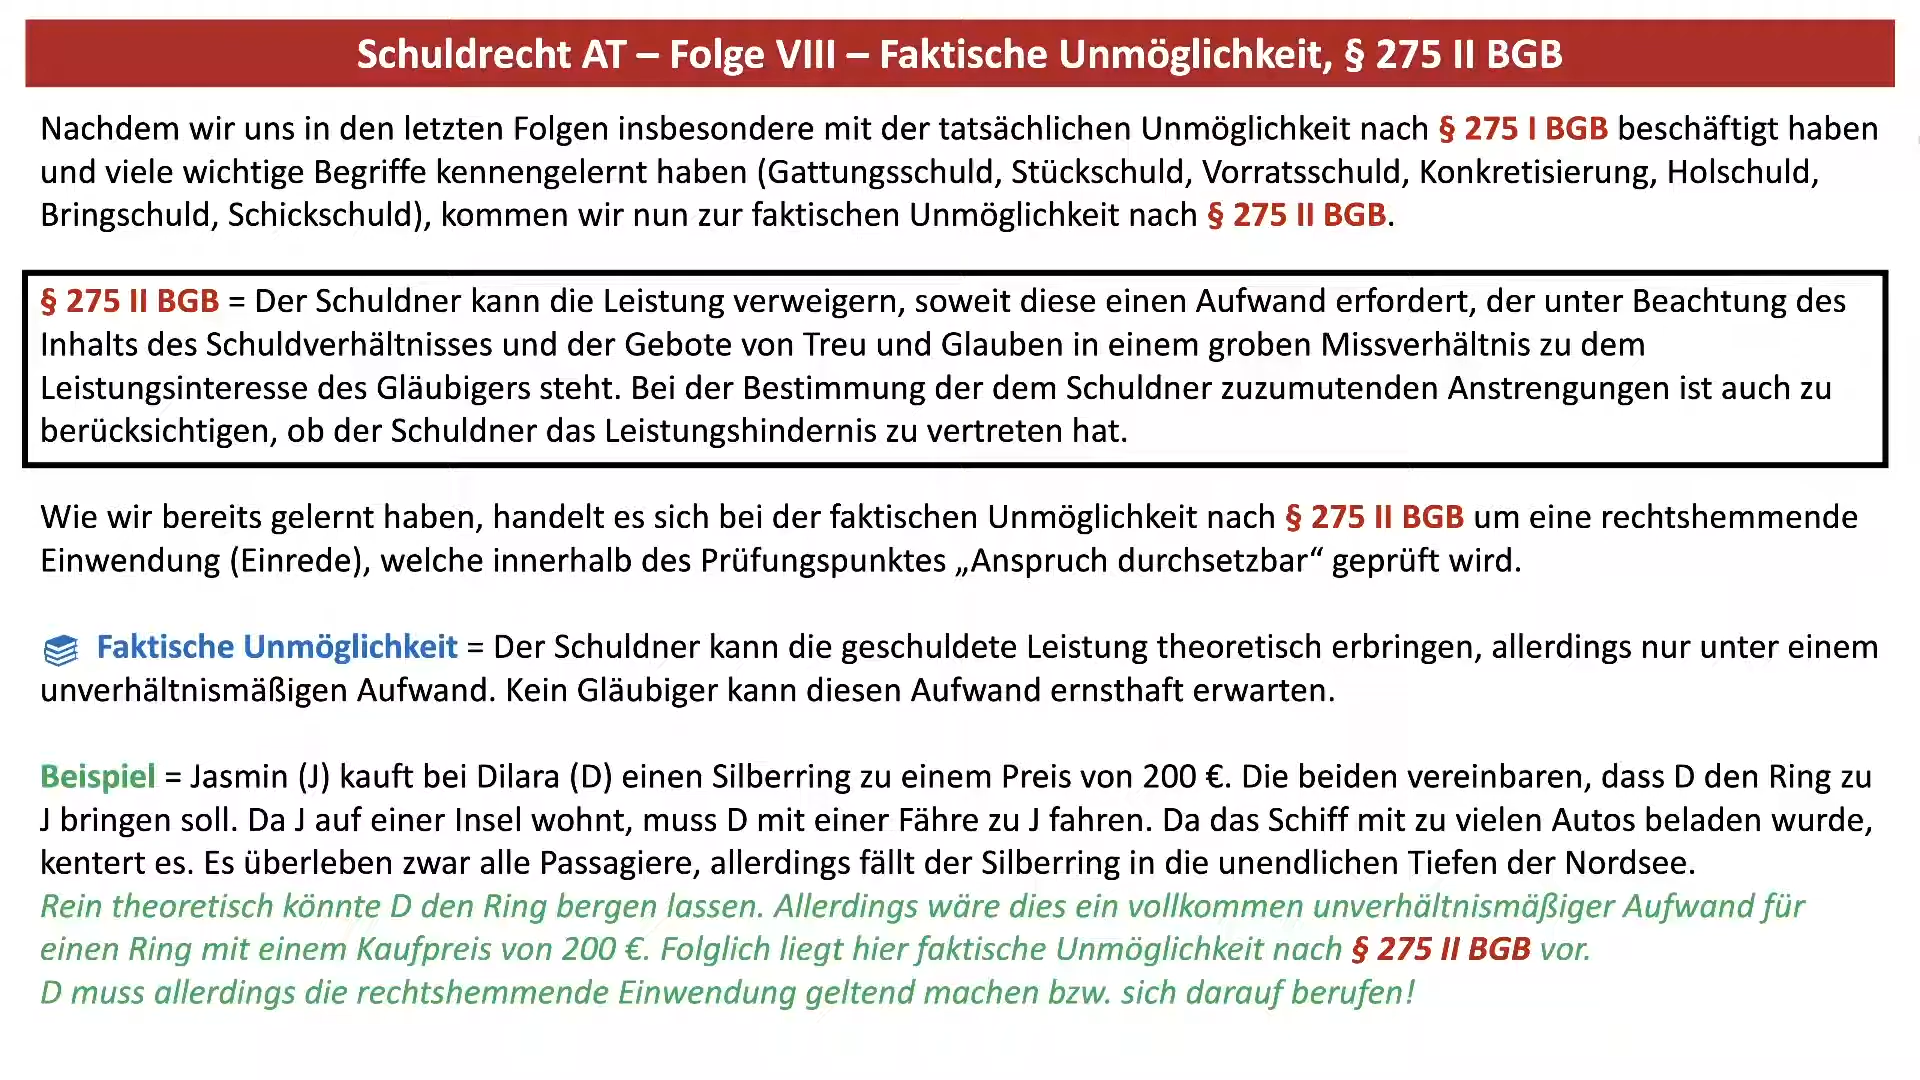 Schuldrecht AT – Folge VIII – Faktische Unmöglichkeit, § 275 II BGB
Nachdem wir uns in den letzten Folgen insbesondere mit der tatsächlichen Unmöglichkeit nach § 275 I BGB beschäftigt haben
und viele wichtige Begriffe kennengelernt haben (Gattungsschuld, Stückschuld, Vorratsschuld, Konkretisierung, Holschuld,
Bringschuld, Schickschuld), kommen wir nun zur faktischen Unmöglichkeit nach § 275 II BGB.
§ 275 II BGB = Der Schuldner kann die Leistung verweigern, soweit diese einen Aufwand erfordert, der unter Beachtung des
Inhalts des Schuldverhältnisses und der Gebote von Treu und Glauben in einem groben Missverhältnis zu dem
Leistungsinteresse des Gläubigers steht. Bei der Bestimmung der dem Schuldner zuzumutenden Anstrengungen ist auch zu
berücksichtigen, ob der Schuldner das Leistungshindernis zu vertreten hat.
Wie wir bereits gelernt haben, handelt es sich bei der faktischen Unmöglichkeit nach § 275 II BGB um eine rechtshemmende
Einwendung (Einrede), welche innerhalb des Prüfungspunktes „Anspruch durchsetzbar“ geprüft wird.
Faktische Unmöglichkeit = Der Schuldner kann die geschuldete Leistung theoretisch erbringen, allerdings nur unter einem
unverhältnismäßigen Aufwand. Kein Gläubiger kann diesen Aufwand ernsthaft erwarten.
Beispiel = Jasmin (J) kauft bei Dilara (D) einen Silberring zu einem Preis von 200 €. Die beiden vereinbaren, dass D den Ring zu
J bringen soll. Da J auf einer Insel wohnt, muss D mit einer Fähre zu J fahren. Da das Schiff mit zu vielen Autos beladen wurde,
kentert es. Es überleben zwar alle Passagiere, allerdings fällt der Silberring in die unendlichen Tiefen der Nordsee.
Rein theoretisch könnte D den Ring bergen lassen. Allerdings wäre dies ein vollkommen unverhältnismäßiger Aufwand für
einen Ring mit einem Kaufpreis von 200 €. Folglich liegt hier faktische Unmöglichkeit nach § 275 II BGB vor.
D muss allerdings die rechtshemmende Einwendung geltend machen bzw. sich darauf berufen!